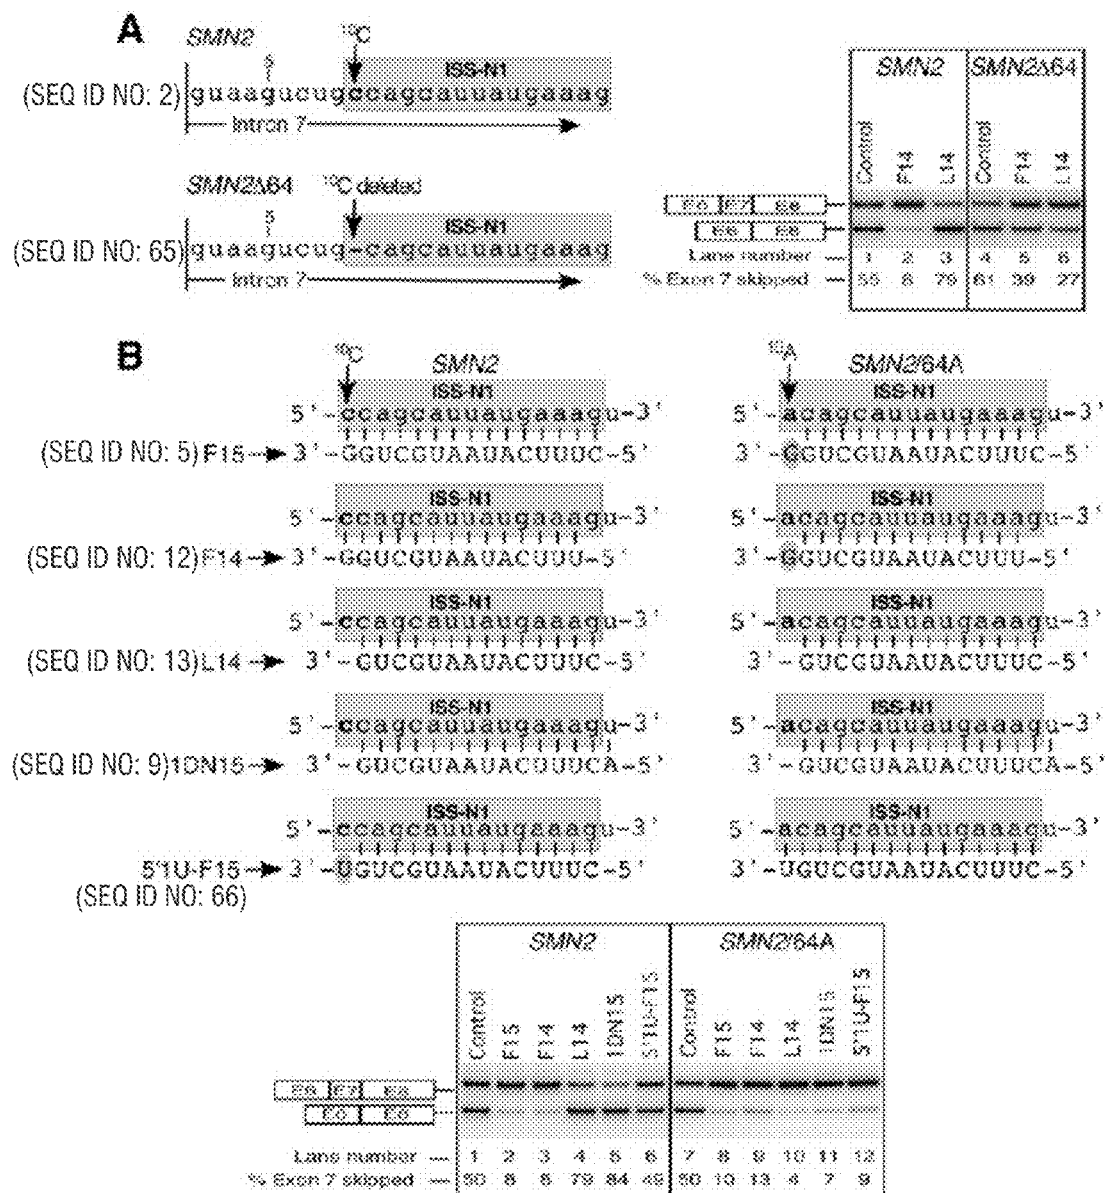 A
SMN2
10C
5
ISS-N1
(SEQ ID NO: 2) guaagucugccagcauuaugaaag
Intron 7
SMN2Δ64
10C deleted
5
ISS-N1
(SEQ ID NO: 65) guaagucug-cagcauuaugaaag
Intron 7
SMN2 SMN2Δ64
Control F14 L14 Control F14 L14
E6 E7 E8
E6 E8
Lane number 1 2 3 4 5 6
% Exon 7 skipped 55 79 61 39 27
B
10C SMN2
10A SMN2/64A
ISS-N1 ISS-N1
5'-ccagcauuaugaaagu-3' 5'-acagcauuaugaaagu-3'
(SEQ ID NO: 5) F15 3'-GGUCGUAAUACUUUC-5' 3'-GGUCGUAAUACUUUC-5'
ISS-N1 ISS-N1
5'-ccagcauuaugaaagu-3' 5'-acagcauuaugaaagu-3'
(SEQ ID NO: 12) F14 3'-GGUCGUAAUACUUU-5' 3'-GGUCGUAAUACUUU-5'
ISS-N1 ISS-N1
5'-ccagcauuaugaaagu-3' 5'-acagcauuaugaaagu-3'
(SEQ ID NO: 13) L14 3'-GUCGUAAUACUUUC-5' 3'-GUCGUAAUACUUUC-5'
ISS-N1 ISS-N1
5'-ccagcauuaugaaagu-3' 5'-acagcauuaugaaagu-3'
(SEQ ID NO: 9) 1DN15 3'-GUCGUAAUACUUUCA-5' 3'-GUCGUAAUACUUUCA-5'
ISS-N1 ISS-N1
5'-ccagcauuaugaaagu-3' 5'-acagcauuaugaaagu-3'
5'1U-F15 3'-UGUCGUAAUACUUUC-5' 3'-UGUCGUAAUACUUUC-5'
(SEQ ID NO: 66)
SMN2 SMN2/64A
Control F15 F14 L14 1DN15 5'1U-F15 Control F15 F14 L14 1DN15 5'1U-F15
E6 E7 E8
E6 E8
Lane number 1 2 3 4 5 6 7 8 9 10 11 12
% Exon 7 skipped 50 79 84 49 50 10 13 4 7 9